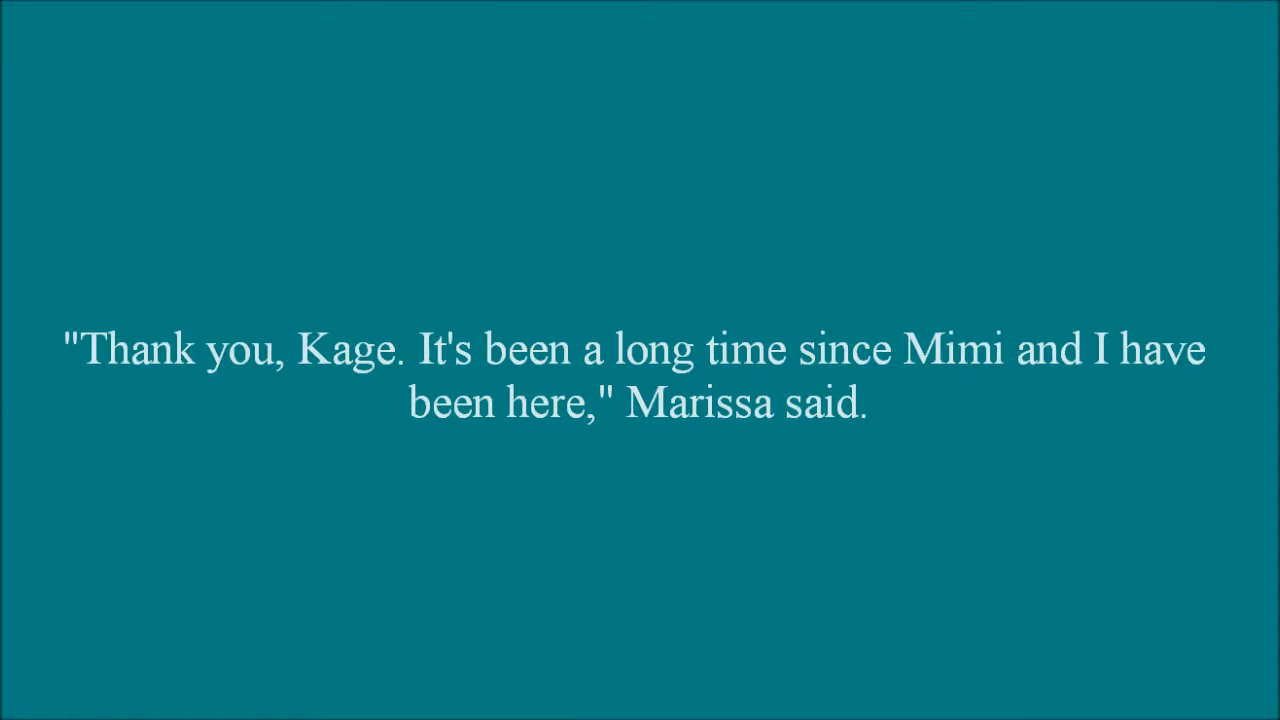 "Thank you, Kage. It's been a long time since Mimi and I have
been here," Marissa said.